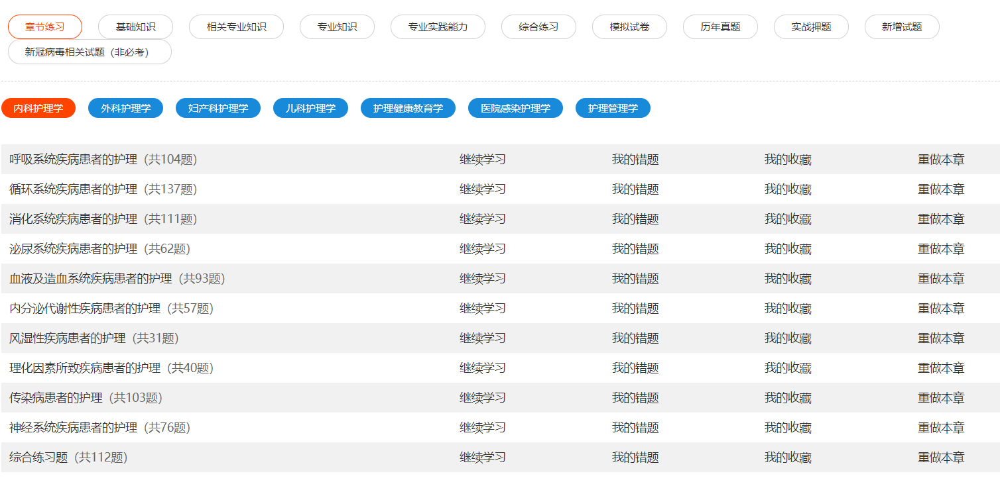 章节练习 基础知识 相关专业知识 专业知识 专业实践能力 综合练习 模拟试卷 历年真题 实战押题 新增试题
新冠病毒相关试题（非必考）
内科护理学 外科护理学 妇产科护理学 儿科护理学 护理健康教育学 医院感染护理学 护理管理学
呼吸系统疾病患者的护理（共104题） 继续学习 我的错题 我的收藏 重做本章
循环系统疾病患者的护理（共137题） 继续学习 我的错题 我的收藏 重做本章
消化系统疾病患者的护理（共111题） 继续学习 我的错题 我的收藏 重做本章
泌尿系统疾病患者的护理（共62题） 继续学习 我的错题 我的收藏 重做本章
血液及造血系统疾病患者的护理（共93题） 继续学习 我的错题 我的收藏 重做本章
内分泌代谢性疾病患者的护理（共57题） 继续学习 我的错题 我的收藏 重做本章
风湿性疾病患者的护理（共31题） 继续学习 我的错题 我的收藏 重做本章
理化因素所致疾病患者的护理（共40题） 继续学习 我的错题 我的收藏 重做本章
传染病患者的护理（共103题） 继续学习 我的错题 我的收藏 重做本章
神经系统疾病患者的护理（共76题） 继续学习 我的错题 我的收藏 重做本章
综合练习题（共112题） 继续学习 我的错题 我的收藏 重做本章